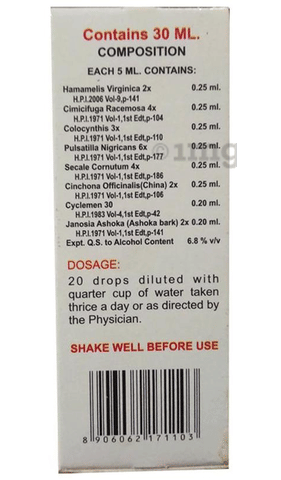 Contains 30 ML.
COMPOSITION
EACH 5 ML. CONTAINS:
Hamamelis Virginica 2x 0.25 ml.
H.P.I.2006 Vol-9,p-141
Cimicifuga Racemosa 4x 0.25 ml.
H.P.I.1971 Vol-1,1st Edt,p-104
Colocynthis 3x 0.25 ml.
H.P.I.1971 Vol-1,1st Edt,p-110
Pulsatilla Nigricans 6x 0.25 ml.
H.P.I.1971 Vol-1,1st Edt,p-177
Secale Cornutum 4x 0.25 ml.
H.P.I.1971 Vol-1,1st Edt,p-186
Cinchona Officinalis(China) 2x 0.25 ml.
H.P.I.1971 Vol-1,1st Edt,p-106
Cyclemen 30 0.20 ml.
H.P.I.1983 Vol-4,1st Edt,p-42
Janosia Ashoka (Ashoka bark) 2x 0.20 ml.
H.P.I.1971 Vol-1,1st Edt,p-141
Expt. Q.S. to Alcohol Content 6.8 % v/v
1mg
DOSAGE:
20 drops diluted with
quarter cup of water taken
thrice a day or as directed by
the Physician.
SHAKE WELL BEFORE USE
8 906062 171103